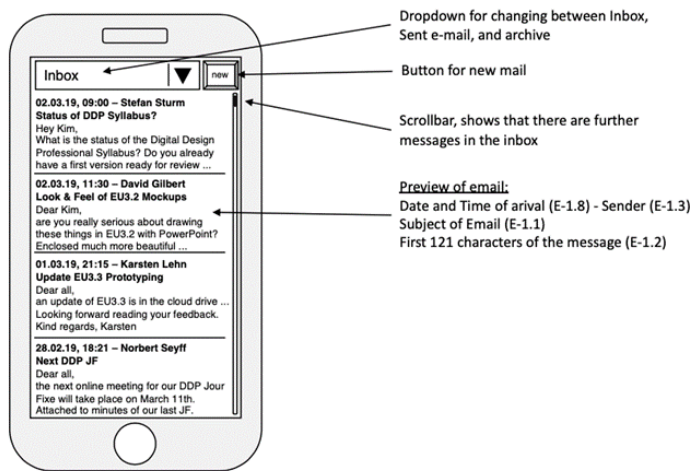 Dropdown for changing between Inbox,
Sent e-mail, and archive
Inbox
new
Button for new mail
02.03.19, 09:00 – Stefan Sturm
Status of DDP Syllabus?
Hey Kim,
What is the status of the Digital Design
Professional Syllabus? Do you already
have a first version ready for review ...
Scrollbar, shows that there are further
messages in the inbox
02.03.19, 11:30 – David Gilbert
Look & Feel of EU3.2 Mockups
Dear Kim,
are you really serious about drawing
these things in EU3.2 with PowerPoint?
Enclosed much more beautiful ...
Preview of email:
Date and Time of arival (E-1.8) - Sender (E-1.3)
Subject of Email (E-1.1)
First 121 characters of the message (E-1.2)
01.03.19, 21:15 – Karsten Lehn
Update EU3.3 Prototyping
Dear all,
an update of EU3.3 is in the cloud drive ...
Looking forward reading your feedback.
Kind regards, Karsten
28.02.19, 18:21 – Norbert Seyff
Next DDP JF
Dear all,
the next online meeting for our DDP Jour
Fixe will take place on March 11th.
Attached to minutes of our last JF.